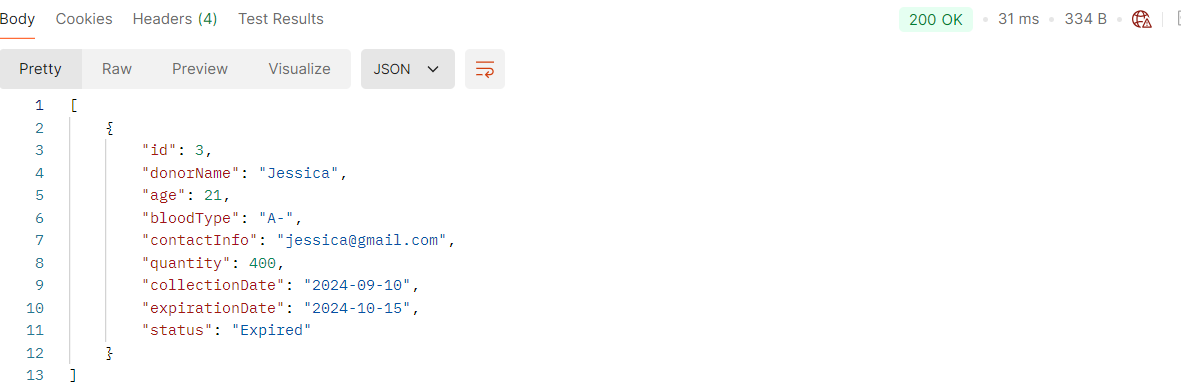 Body Cookies Headers (4) Test Results 200 OK 31 ms 334 B
Pretty Raw Preview Visualize JSON
1 [
2 {
3 "id": 3,
4 "donorName": "Jessica",
5 "age": 21,
6 "bloodType": "A-",
7 "contactInfo": "jessica@gmail.com",
8 "quantity": 400,
9 "collectionDate": "2024-09-10",
10 "expirationDate": "2024-10-15",
11 "status": "Expired"
12 }
13 ]